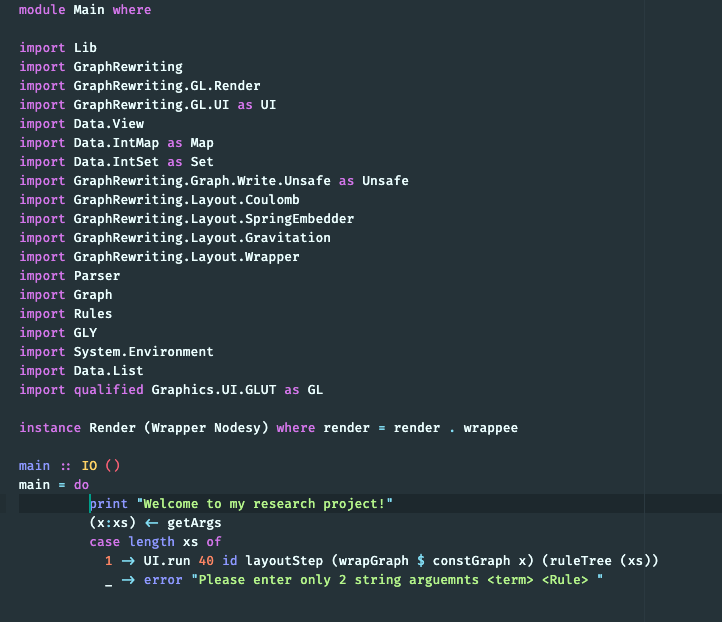 module Main where
import Lib
import GraphRewriting
import GraphRewriting.GL.Render
import GraphRewriting.GL.UI as UI
import Data.View
import Data.IntMap as Map
import Data.IntSet as Set
import GraphRewriting.Graph.Write.Unsafe as Unsafe
import GraphRewriting.Layout.Coulomb
import GraphRewriting.Layout.SpringEmbedder
import GraphRewriting.Layout.Gravitation
import GraphRewriting.Layout.Wrapper
import Parser
import Graph
import Rules
import GLY
import System.Environment
import Data.List
import qualified Graphics.UI.GLUT as GL
instance Render (Wrapper Nodesy) where render = render . wrappee
main :: IO ()
main = do
print "Welcome to my research project!"
(x:xs) <- getArgs
case length xs of
1 -> UI.run 40 id layoutStep (wrapGraph $ constGraph x) (ruleTree (xs))
_ -> error "Please enter only 2 string arguemnts <term> <Rule> "